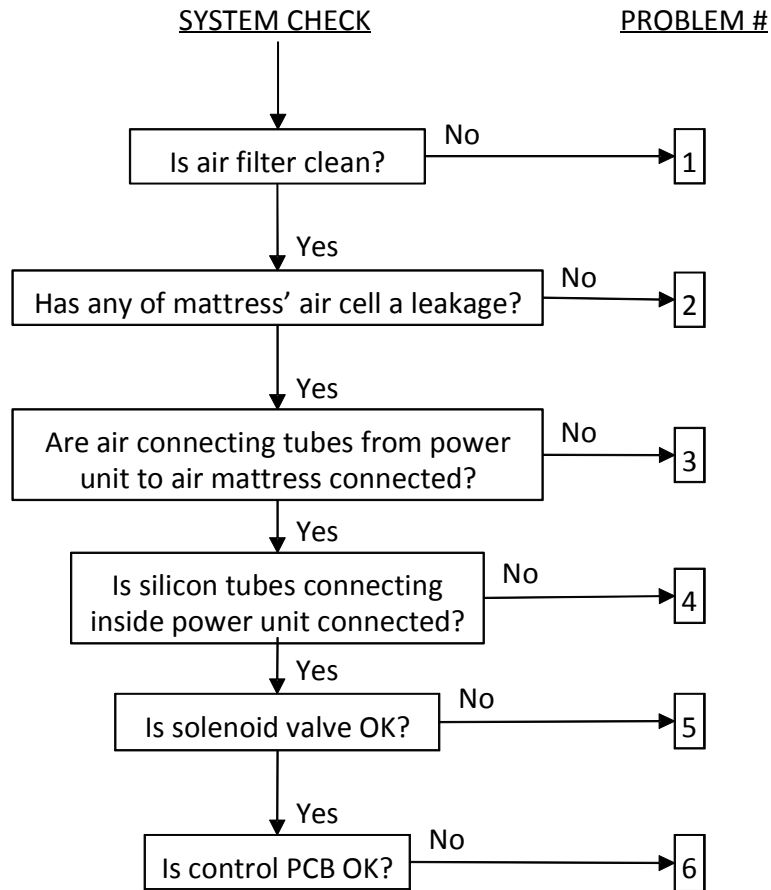 SYSTEM CHECK
PROBLEM #
No
Is air filter clean?
1
Yes
No
Has any of mattress’ air cell a leakage?
2
Yes
No
Are air connecting tubes from power
unit to air mattress connected?
3
Yes
No
Is silicon tubes connecting
inside power unit connected?
4
Yes
No
Is solenoid valve OK?
5
Yes
No
Is control PCB OK?
6